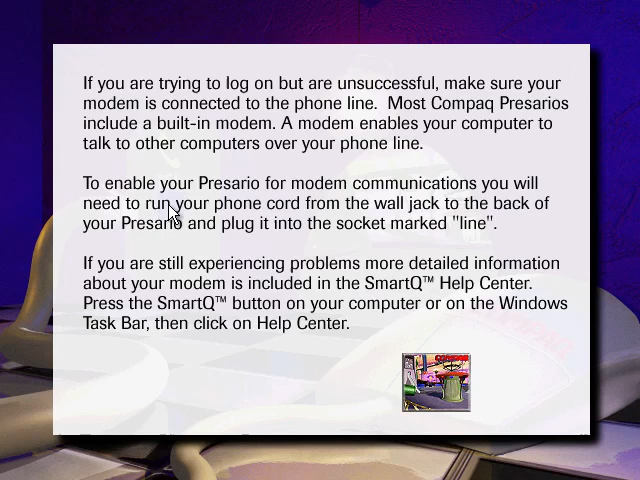 If you are trying to log on but are unsuccessful, make sure your
modem is connected to the phone line.  Most Compaq Presarios
include a built-in modem. A modem enables your computer to
talk to other computers over your phone line.
To enable your Presario for modem communications you will
need to run your phone cord from the wall jack to the back of
your Presario and plug it into the socket marked "line".
If you are still experiencing problems more detailed information
about your modem is included in the SmartQ™ Help Center.
Press the SmartQ™ button on your computer or on the Windows
Task Bar, then click on Help Center.